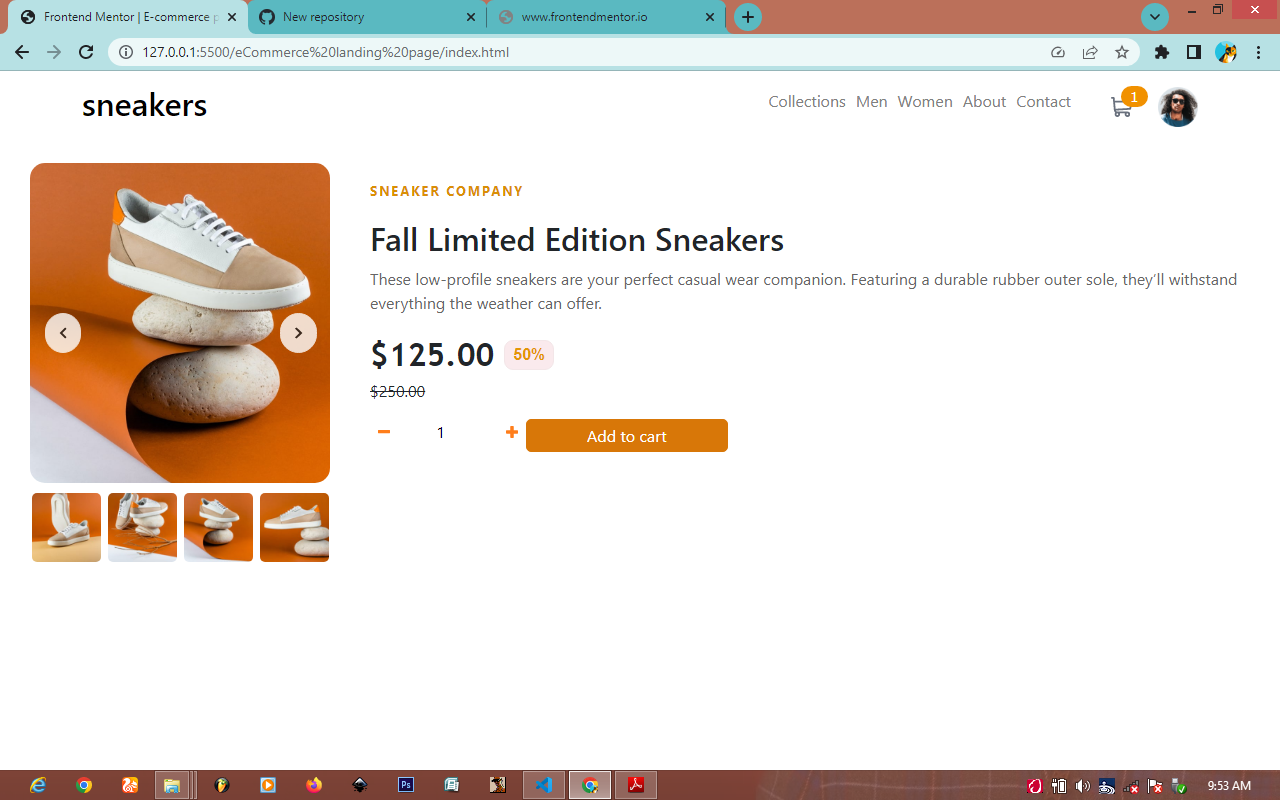 Frontend Mentor | E-commerce p
New repository
www.frontendmentor.io
127.0.0.1:5500/eCommerce%20landing%20page/index.html
sneakers
Collections Men Women About Contact
1
SNEAKER COMPANY
Fall Limited Edition Sneakers
These low-profile sneakers are your perfect casual wear companion. Featuring a durable rubber outer sole, they’ll withstand
everything the weather can offer.
$125.00 50%
$250.00
1 Add to cart
Ps
9:53 AM